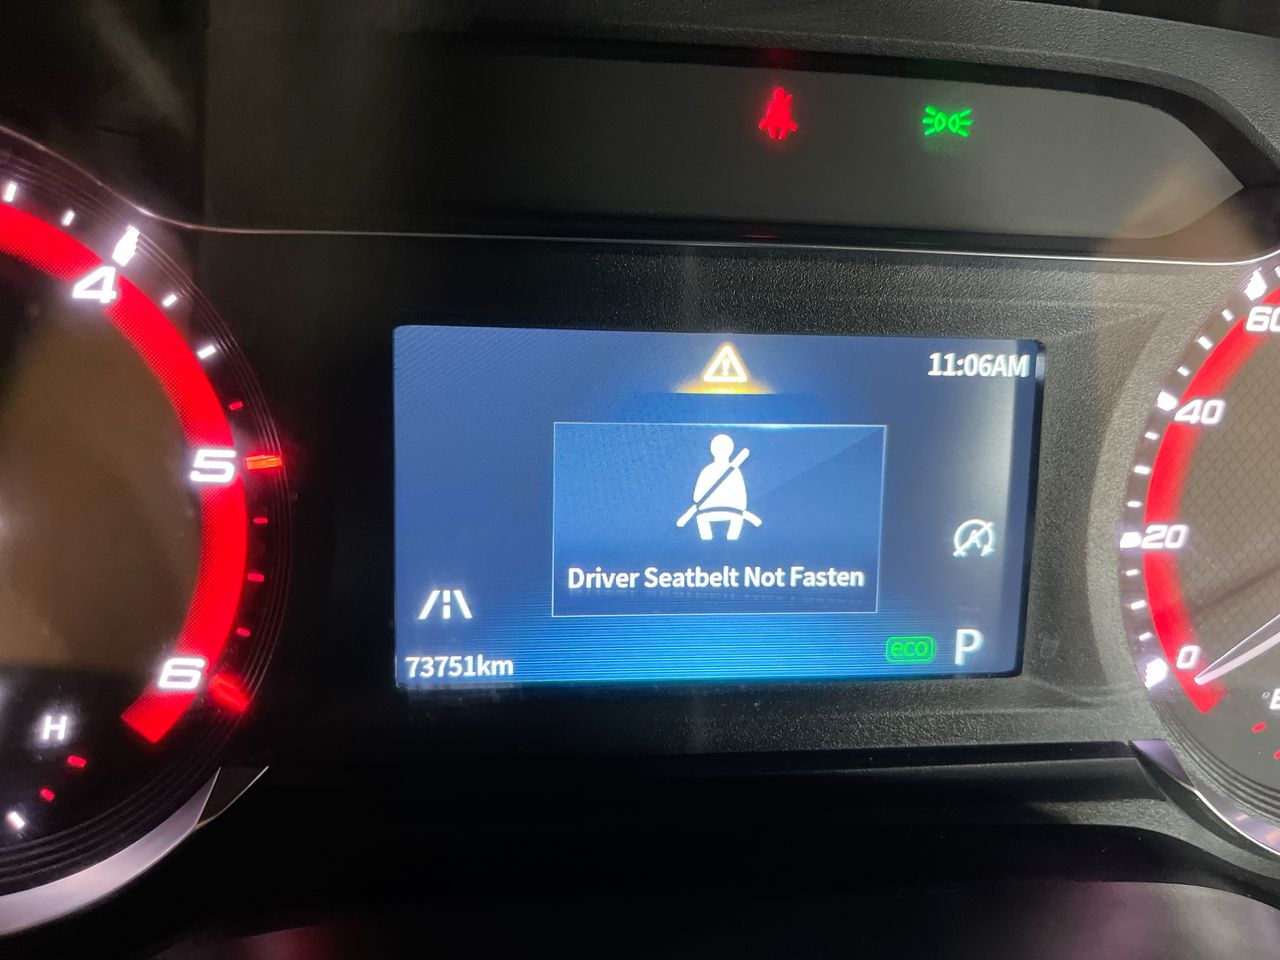 11:06AM
4
60
40
5
20
Driver Seatbelt Not Fasten
eco
P
0
73751km
6
H
E